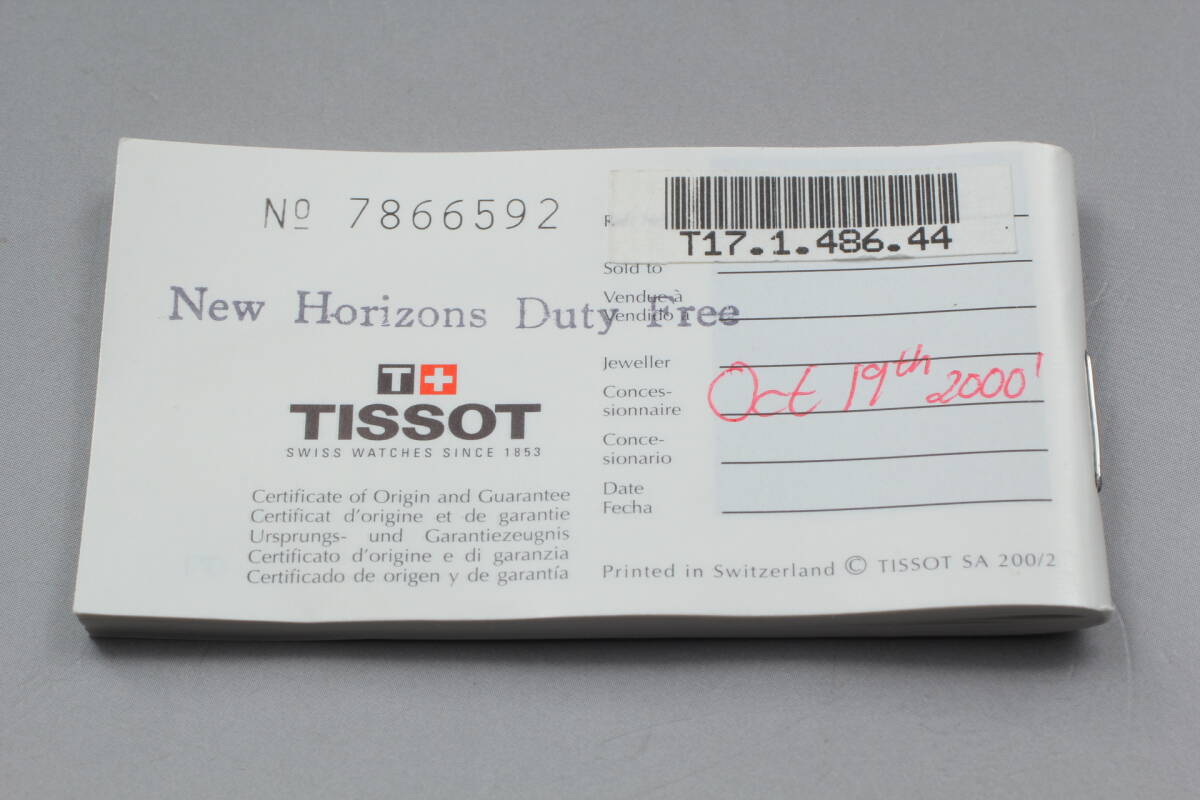 Nº 7866592
New Horizons Duty Free
T+
TISSOT
SWISS WATCHES SINCE 1853
Certificate of Origin and Guarantee
Certificat d'origine et de garantie
Ursprungs- und Garantiezeugnis
Certificato d'origine e di garanzia
Certificado de origen y de garantía
T17.1.486.44
Sold to
Vendue à
Vendido a
Jeweller
Conces-
sionnaire
Conce-
sionario
Oct 19th 2000'
Date
Fecha
Printed in Switzerland © TISSOT SA 200/2